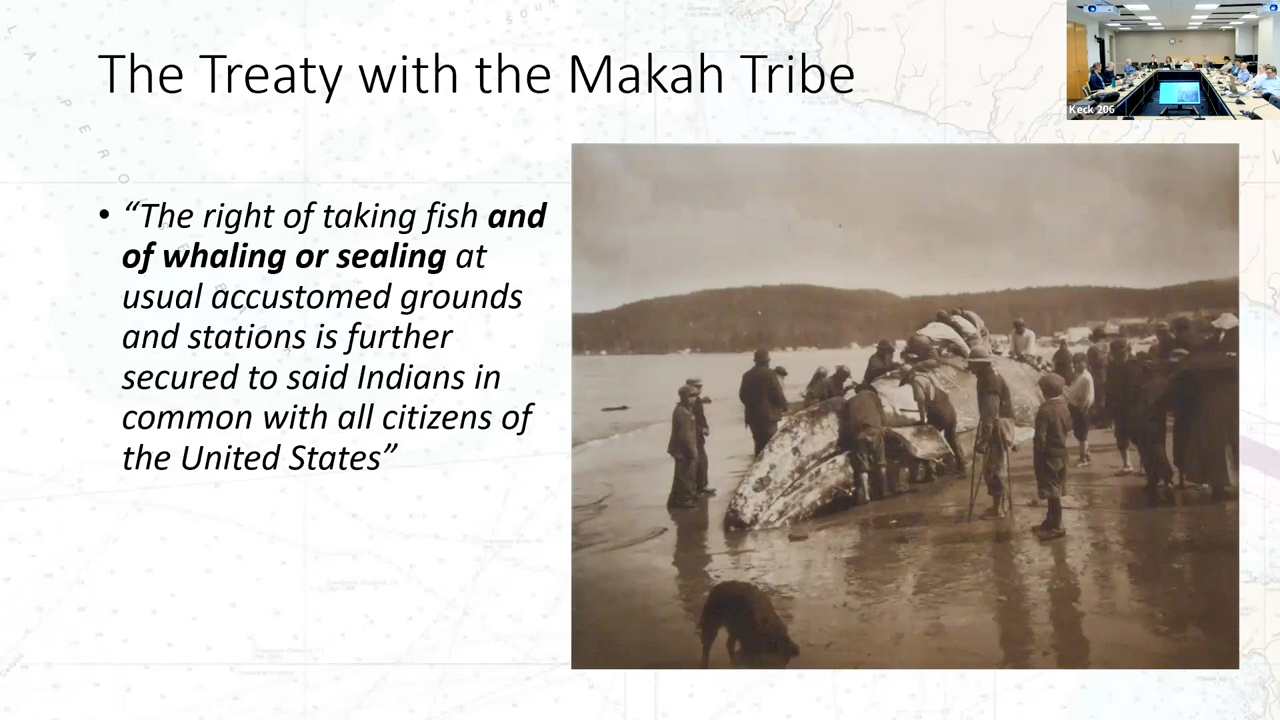 The Treaty with the Makah Tribe
Keck 206
• “The right of taking fish and
of whaling or sealing at
usual accustomed grounds
and stations is further
secured to said Indians in
common with all citizens of
the United States”